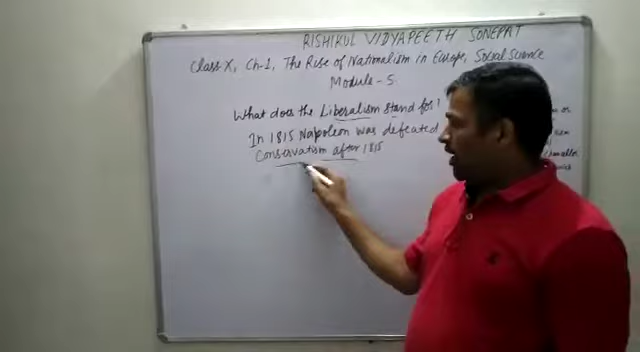 RISHIKUL VIDYAPEETH SONEPAT
Class X, Ch-1, The Rise of Nationalism in Europe, Social Science
Module - 5
What does the Liberalism stand for?
In 1815 Napoleon was defeated
Conservatism after 1815